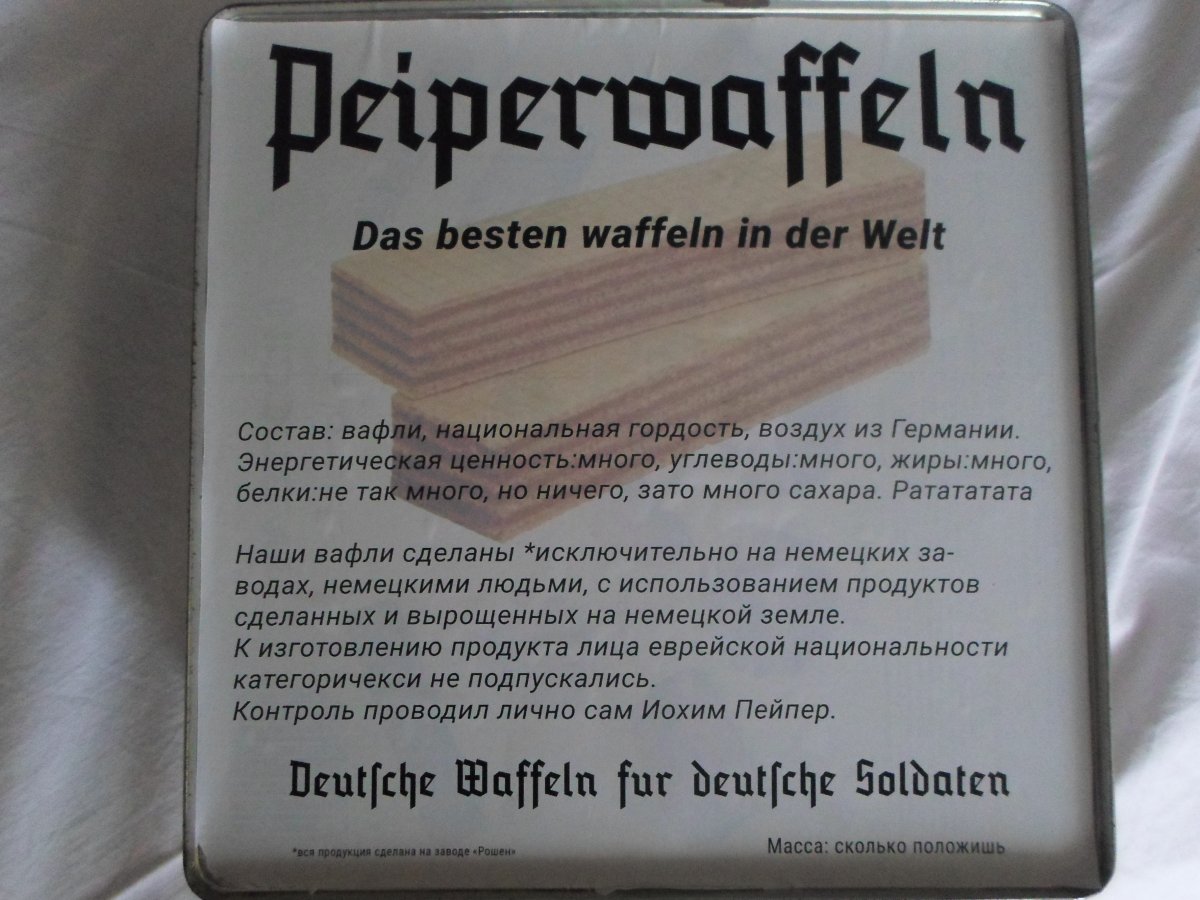 Peiperwaffeln
Das besten waffeln in der Welt
Состав: вафли, национальная гордость, воздух из Германии.
Энергетическая ценность:много, углеводы:много, жиры:много,
белки:не так много, но ничего, зато много сахара. Ратататата
Наши вафли сделаны *исключительно на немецких за-
водах, немецкими людьми, с использованием продуктов
сделанных и вырощенных на немецкой земле.
К изготовлению продукта лица еврейской национальности
категоричекси не подпускались.
Контроль проводил лично сам Иохим Пейпер.
Deutſche Waffeln fur deutſche Soldaten
*вся продукция сделана на заводе «Рошен»
Масса: сколько положишь